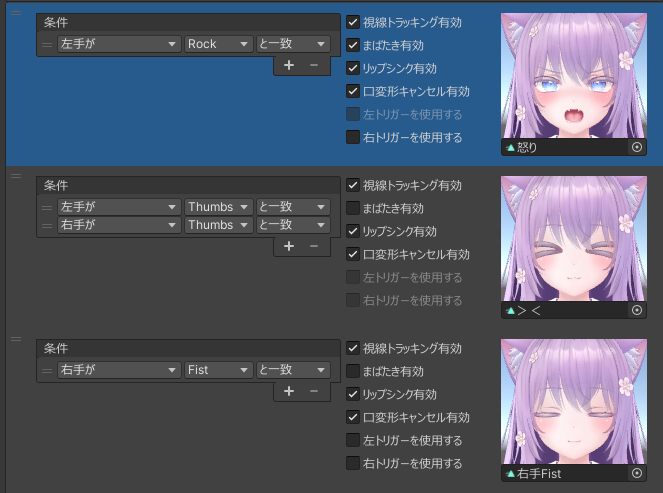 条件
左手が Rock と一致
+ −
視線トラッキング有効
まばたき有効
リップシンク有効
口変形キャンセル有効
左トリガーを使用する
右トリガーを使用する
怒り
条件
左手が Thumbs と一致
右手が Thumbs と一致
+ −
視線トラッキング有効
まばたき有効
リップシンク有効
口変形キャンセル有効
左トリガーを使用する
右トリガーを使用する
＞＜
条件
右手が Fist と一致
+ −
視線トラッキング有効
まばたき有効
リップシンク有効
口変形キャンセル有効
左トリガーを使用する
右トリガーを使用する
右手Fist